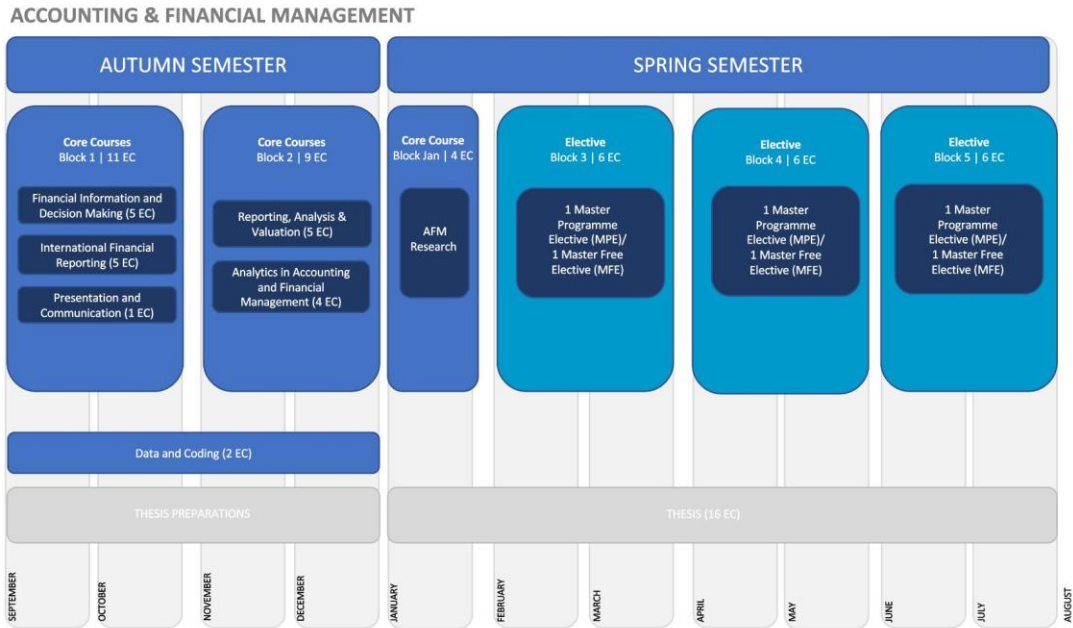 ACCOUNTING & FINANCIAL MANAGEMENT
AUTUMN SEMESTER
SPRING SEMESTER
Core Courses
Block 1 | 11 EC
Financial Information and
Decision Making (5 EC)
International Financial
Reporting (5 EC)
Presentation and
Communication (1 EC)
Core Courses
Block 2 | 9 EC
Reporting, Analysis &
Valuation (5 EC)
Analytics in Accounting
and Financial
Management (4 EC)
Core Course
Block Jan | 4 EC
AFM
Research
Elective
Block 3 | 6 EC
1 Master
Programme
Elective (MPE)/
1 Master Free
Elective (MFE)
Elective
Block 4 | 6 EC
1 Master
Programme
Elective (MPE)/
1 Master Free
Elective (MFE)
Elective
Block 5 | 6 EC
1 Master
Programme
Elective (MPE)/
1 Master Free
Elective (MFE)
Data and Coding (2 EC)
THESIS PREPARATIONS
THESIS (16 EC)
SEPTEMBER
OCTOBER
NOVEMBER
DECEMBER
JANUARY
FEBRUARY
MARCH
APRIL
MAY
JUNE
JULY
AUGUST